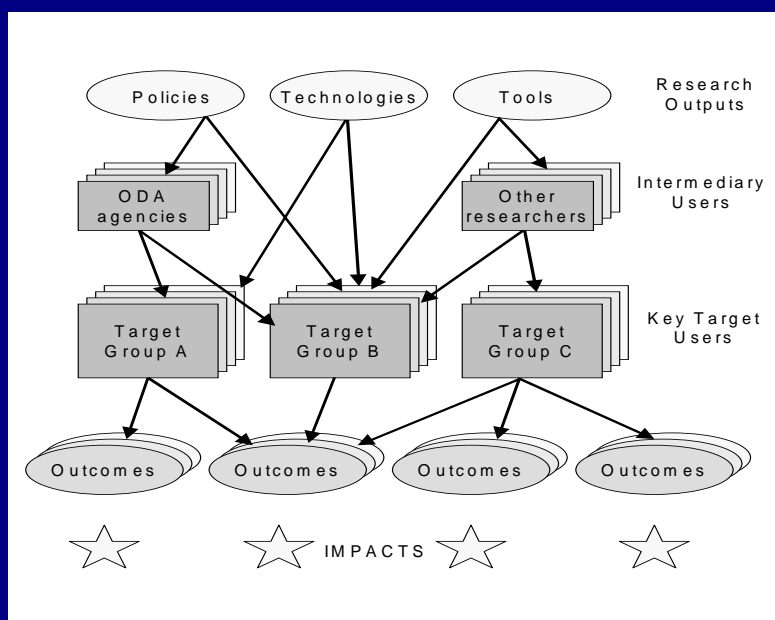 Policies
Technologies
Tools
Research
Outputs
ODA
agencies
Other
researchers
Intermediary
Users
Target
Group A
Target
Group B
Target
Group C
Key Target
Users
Outcomes
Outcomes
Outcomes
Outcomes
IMPACTS